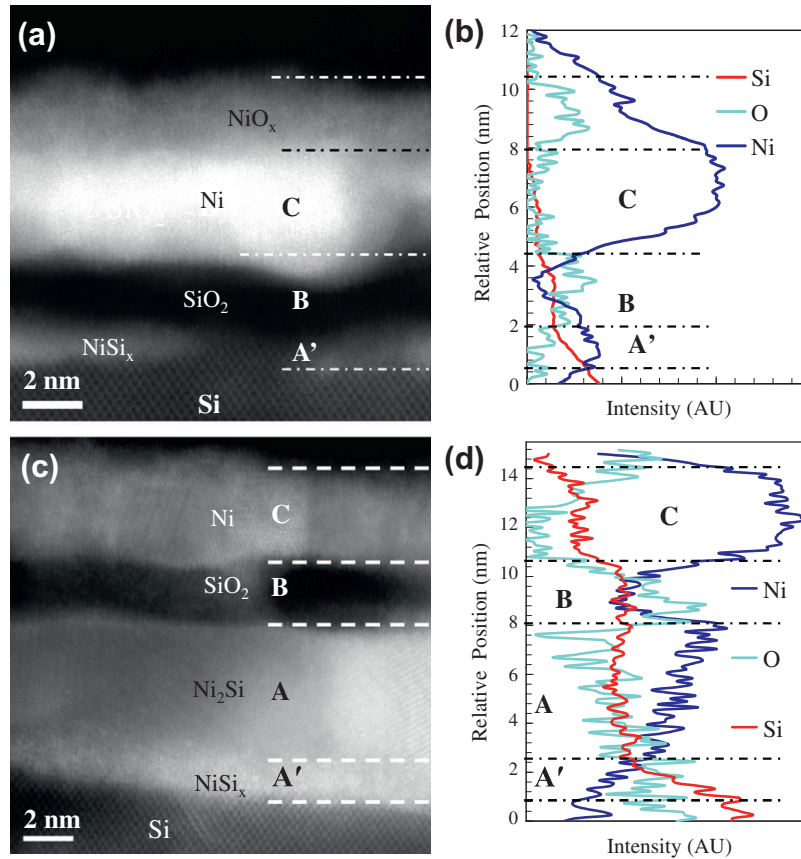 (a)
NiOₓ
SiO₂
Ni
C
SiO₂
B
NiSiₓ
A'
2 nm
Si
(b)
12
10
8
6
4
2
0
Relative Position (nm)
Intensity (AU)
Si
O
Ni
C
B
A'
(c)
Ni
C
SiO₂
B
Ni₂Si
A
NiSiₓ
A'
2 nm
Si
(d)
14
12
10
8
6
4
2
0
Relative Position (nm)
Intensity (AU)
C
B
Ni
O
A
Si
A'